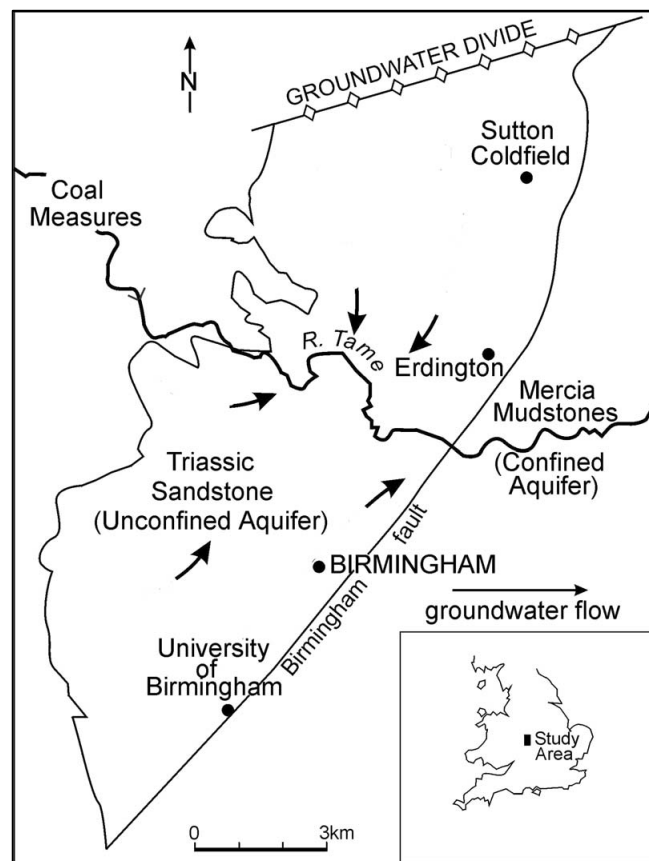 GROUNDWATER DIVIDE
N
Sutton
Coldfield
Coal
Measures
R. Tame
Erdington
Mercia
Mudstones
(Confined
Aquifer)
Triassic
Sandstone
(Unconfined Aquifer)
Birmingham fault
BIRMINGHAM
groundwater flow
University
of
Birmingham
Study
Area
0 3km